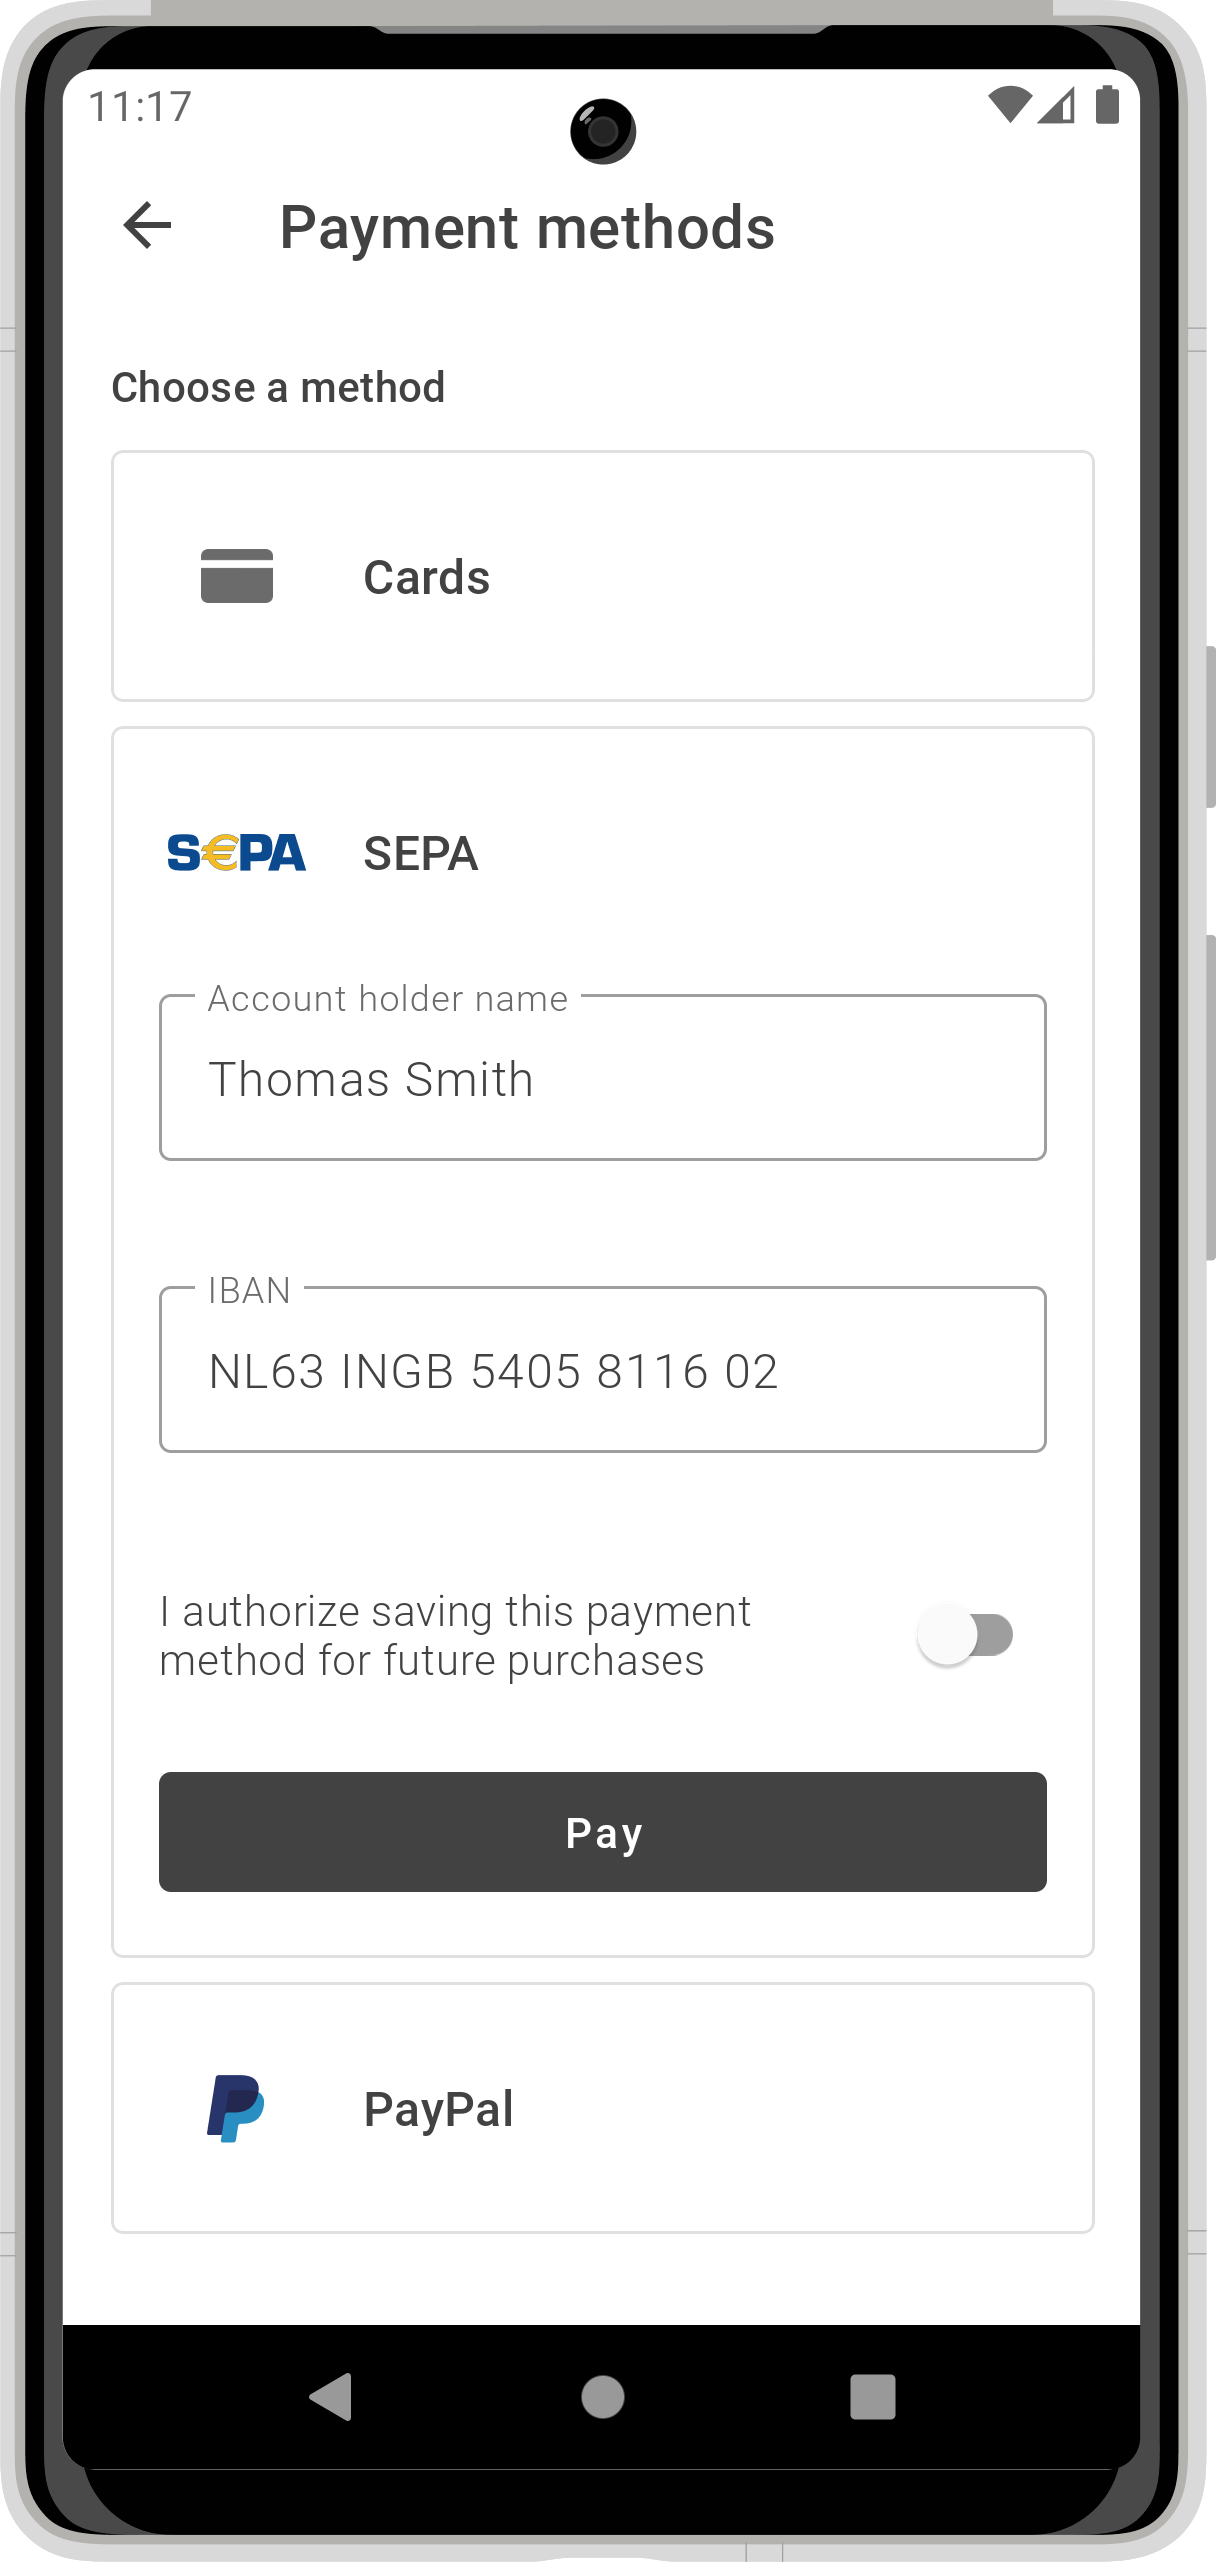 11:17
Payment methods
Choose a method
Cards
S€PA SEPA
Account holder name
Thomas Smith
IBAN
NL63 INGB 5405 8116 02
I authorize saving this payment
method for future purchases
Pay
PayPal